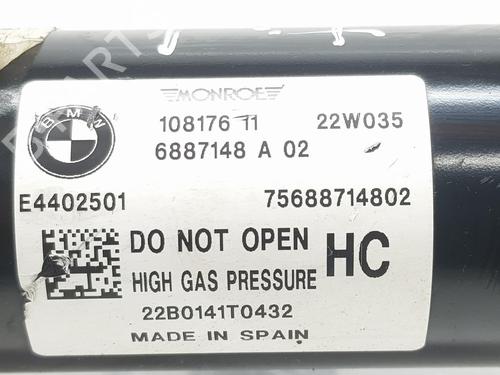 MONROE
BMW
108176 11 22W035
6887148 A 02
E4402501 75688714802
DO NOT OPEN HC
HIGH GAS PRESSURE
22B0141T0432
MADE IN SPAIN